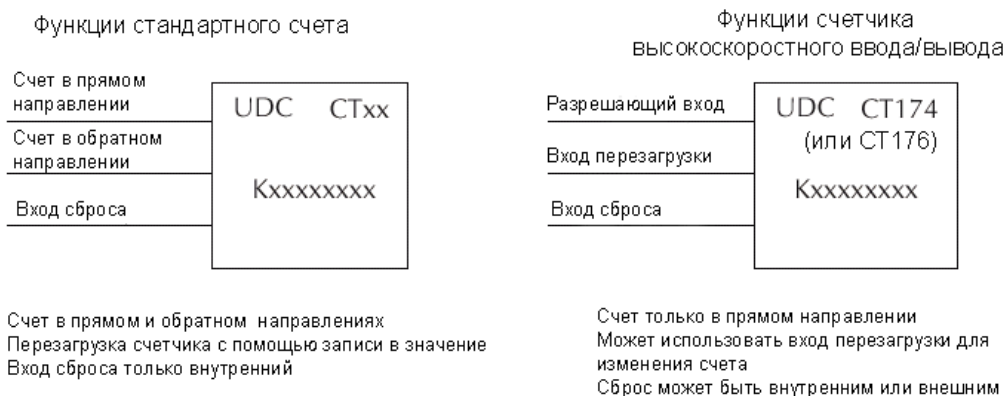 Функции стандартного счета
Счет в прямом
направлении
Счет в обратном
направлении
Вход сброса
UDC CTxx
Kxxxxxxxx
Счет в прямом и обратном направлениях
Перезагрузка счетчика с помощью записи в значение
Вход сброса только внутренний
Функции счетчика
высокоскоростного ввода/вывода
Разрешающий вход
Вход перезагрузки
Вход сброса
UDC CT174
(или CT176)
Kxxxxxxxx
Счет только в прямом направлении
Может использовать вход перезагрузки для
изменения счета
Сброс может быть внутренним или внешним